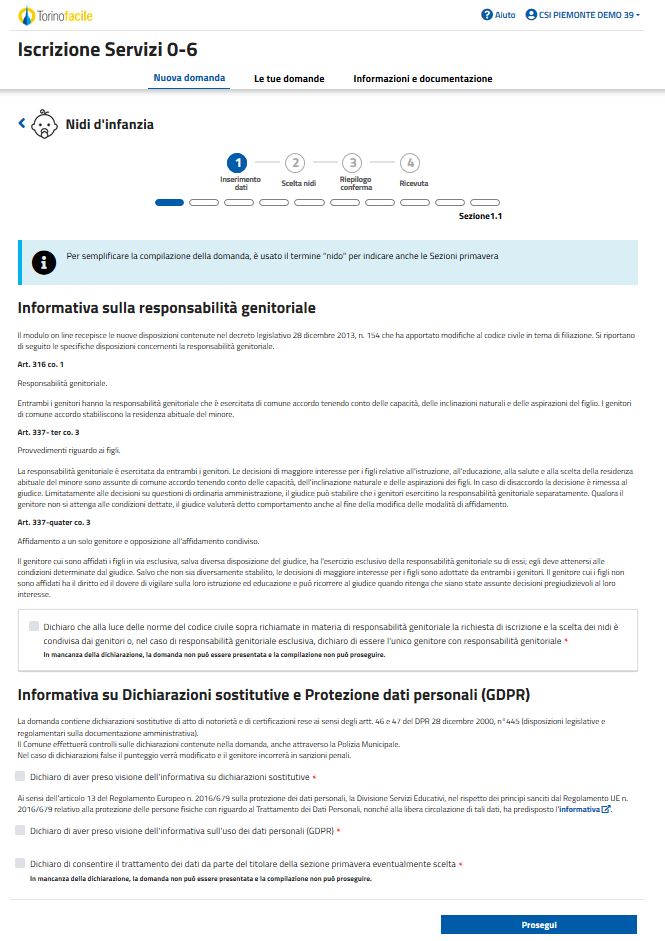 Torinofacile
Aiuto
CSI PIEMONTE DEMO 39
Iscrizione Servizi 0-6
Nuova domanda
Le tue domande
Informazioni e documentazione
Nidi d'infanzia
1
2
3
4
Inserimento
dati
Scelta nidi
Riepilogo
conferma
Ricevuta
Sezione1.1
Per semplificare la compilazione della domanda, è usato il termine "nido" per indicare anche le Sezioni primavera
Informativa sulla responsabilità genitoriale
Il modulo on line recepisce le nuove disposizioni contenute nel decreto legislativo 28 dicembre 2013, n. 154 che ha apportato modifiche al codice civile in tema di filiazione. Si riportano
di seguito le specifiche disposizioni concernenti la responsabilità genitoriale.
Art. 316 co. 1
Responsabilità genitoriale.
Entrambi i genitori hanno la responsabilità genitoriale che è esercitata di comune accordo tenendo conto delle capacità, delle inclinazioni naturali e delle aspirazioni del figlio. I genitori
di comune accordo stabiliscono la residenza abituale del minore.
Art. 337- ter co. 3
Provvedimenti riguardo ai figli.
La responsabilità genitoriale è esercitata da entrambi i genitori. Le decisioni di maggiore interesse per i figli relative all'istruzione, all'educazione, alla salute e alla scelta della residenza
abituale del minore sono assunte di comune accordo tenendo conto delle capacità, dell'inclinazione naturale e delle aspirazioni dei figli. In caso di disaccordo la decisione è rimessa al
giudice. Limitatamente alle decisioni su questioni di ordinaria amministrazione, il giudice può stabilire che i genitori esercitino la responsabilità genitoriale separatamente. Qualora il
genitore non si attenga alle condizioni dettate, il giudice valuterà detto comportamento anche al fine della modifica delle modalità di affidamento.
Art. 337-quater co. 3
Affidamento a un solo genitore e opposizione all'affidamento condiviso.
Il genitore cui sono affidati i figli in via esclusiva, salva diversa disposizione del giudice, ha l'esercizio esclusivo della responsabilità genitoriale su di essi; egli deve attenersi alle
condizioni determinate dal giudice. Salvo che non sia diversamente stabilito, le decisioni di maggiore interesse per i figli sono adottate da entrambi i genitori. Il genitore cui i figli non
sono affidati ha il diritto ed il dovere di vigilare sulla loro istruzione ed educazione e può ricorrere al giudice quando ritenga che siano state assunte decisioni pregiudizievoli al loro
interesse.
Dichiaro che alla luce delle norme del codice civile sopra richiamate in materia di responsabilità genitoriale la richiesta di iscrizione e la scelta dei nidi è
condivisa dai genitori o, nel caso di responsabilità genitoriale esclusiva, dichiaro di essere l'unico genitore con responsabilità genitoriale *
In mancanza della dichiarazione, la domanda non può essere presentata e la compilazione non può proseguire.
Informativa su Dichiarazioni sostitutive e Protezione dati personali (GDPR)
La domanda contiene dichiarazioni sostitutive di atto di notorietà e di certificazioni rese ai sensi degli artt. 46 e 47 del DPR 28 dicembre 2000, n°445 (disposizioni legislative e
regolamentari sulla documentazione amministrativa).
Il Comune effettuerà controlli sulle dichiarazioni contenute nella domanda, anche attraverso la Polizia Municipale.
Nel caso di dichiarazioni false il punteggio verrà modificato e il genitore incorrerà in sanzioni penali.
Dichiaro di aver preso visione dell'informativa su dichiarazioni sostitutive *
Ai sensi dell'articolo 13 del Regolamento Europeo n. 2016/679 sulla protezione dei dati personali, la Divisione Servizi Educativi, nel rispetto dei principi sanciti dal Regolamento UE n.
2016/679 relativo alla protezione delle persone fisiche con riguardo al Trattamento dei Dati Personali, nonché alla libera circolazione di tali dati, ha predisposto l'informativa.
Dichiaro di aver preso visione dell'informativa sull'uso dei dati personali (GDPR) *
Dichiaro di consentire il trattamento dei dati da parte del titolare della sezione primavera eventualmente scelta *
In mancanza della dichiarazione, la domanda non può essere presentata e la compilazione non può proseguire.
Prosegui